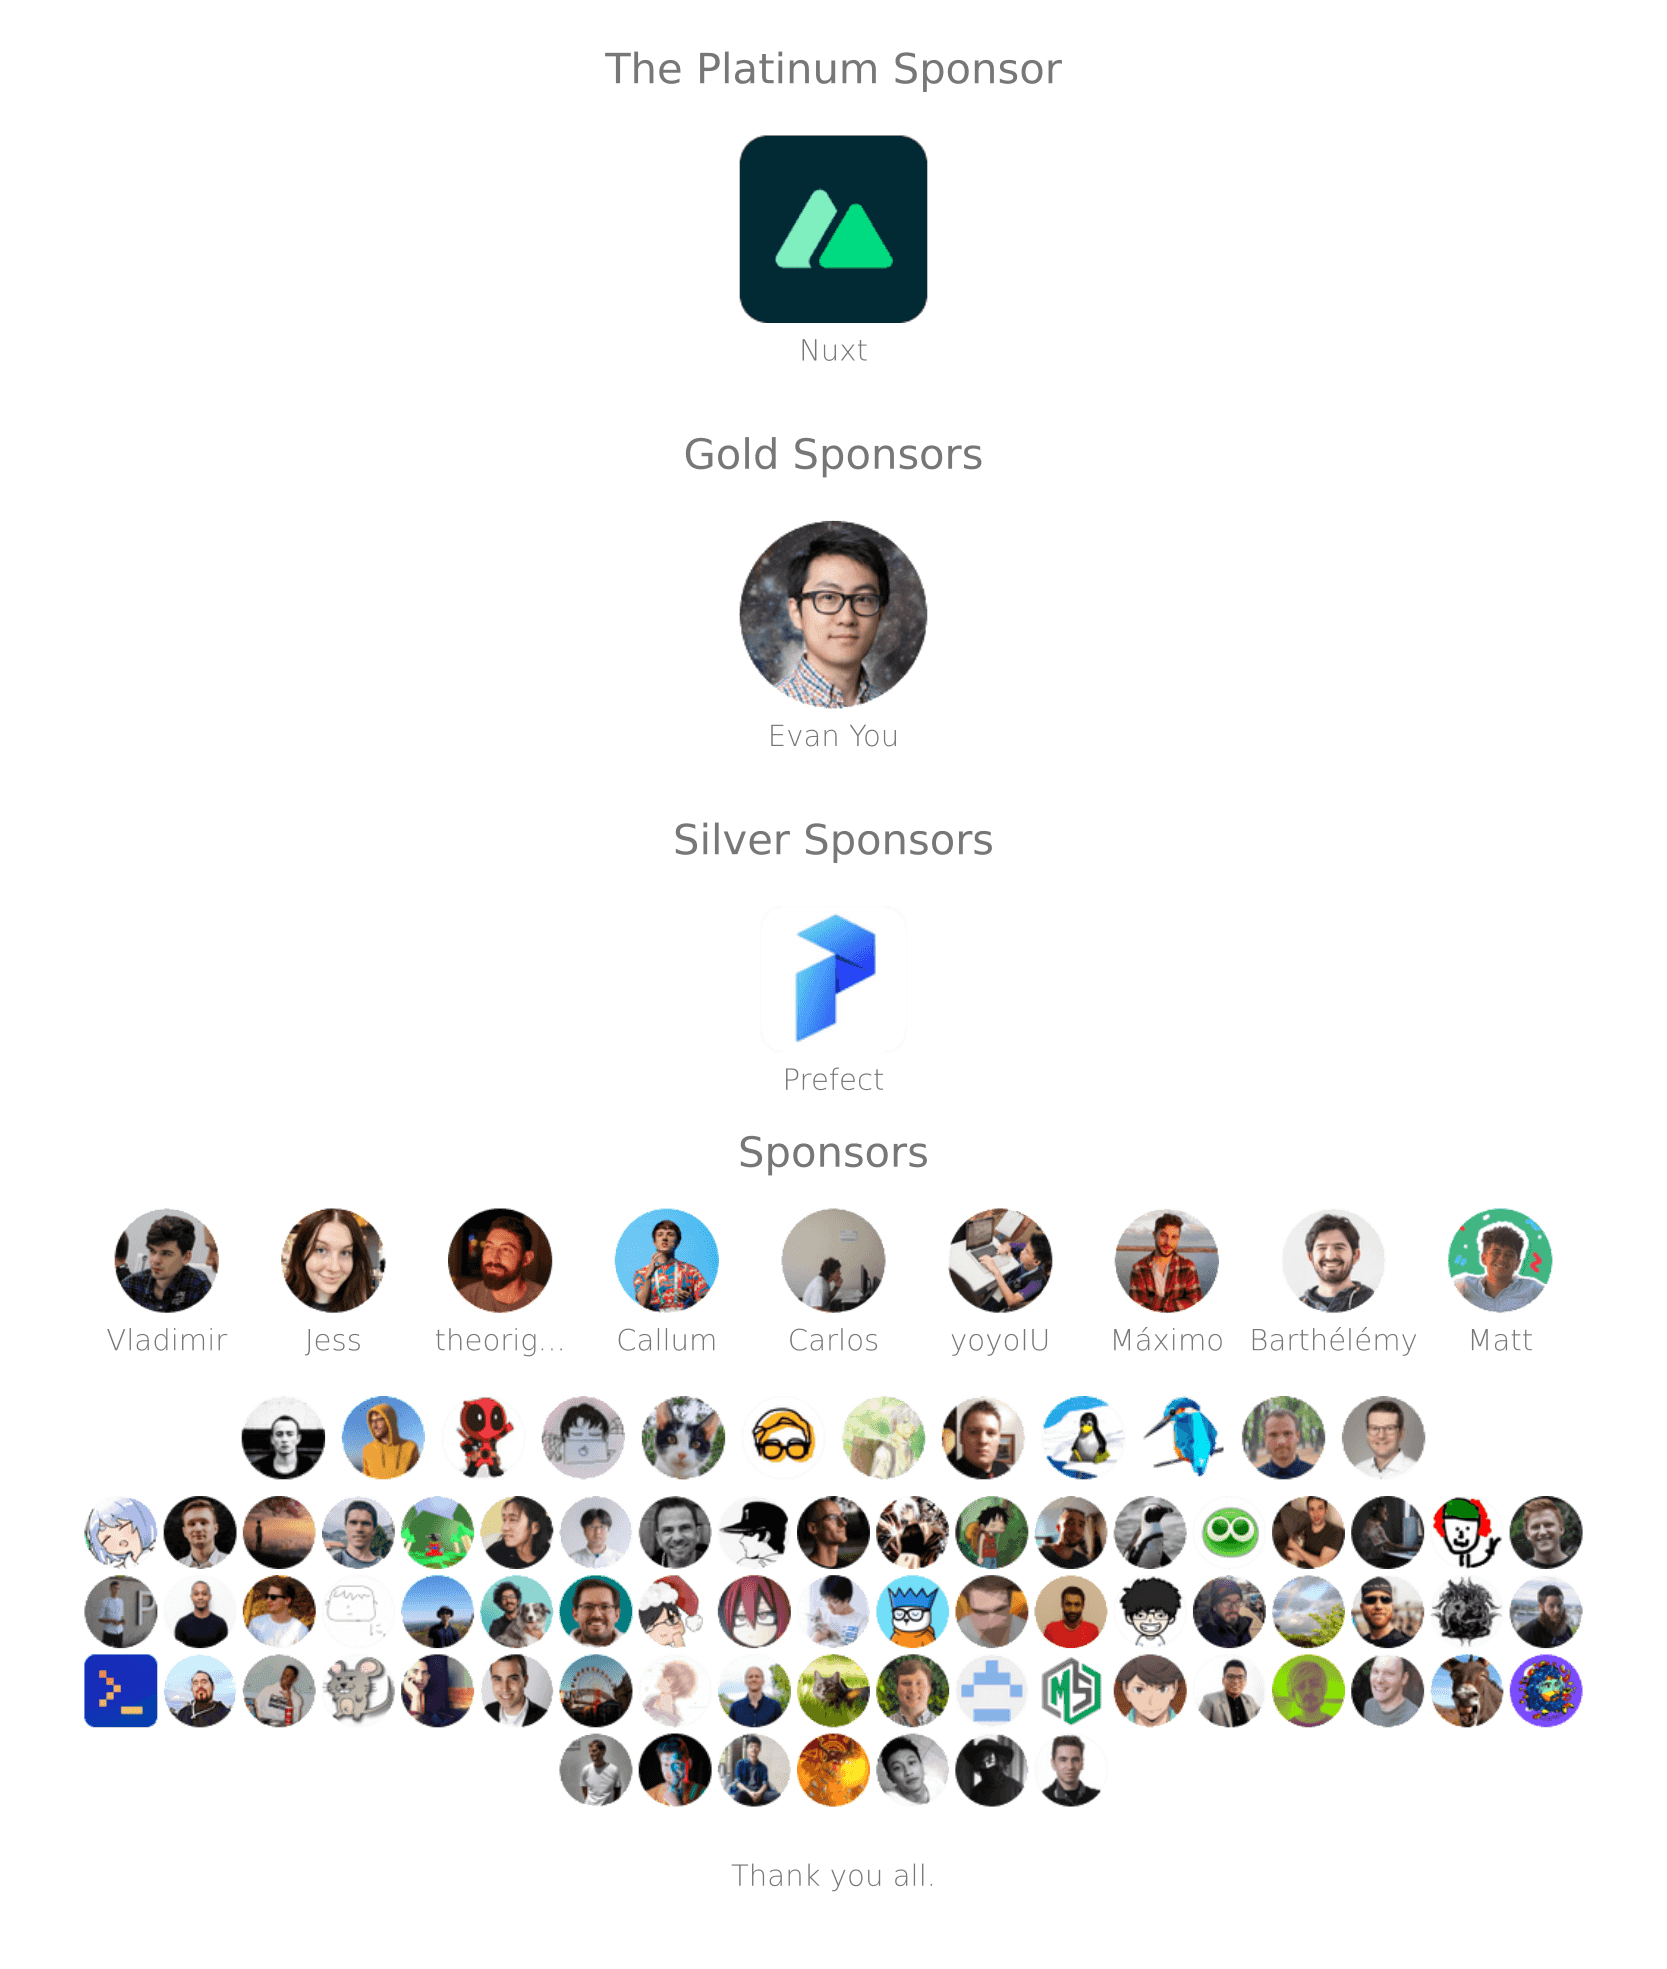 The Platinum Sponsor
Nuxt
Gold Sponsors
Evan You
Silver Sponsors
Prefect
Sponsors
Vladimir Jess theorig... Callum Carlos yoyoIU Máximo Barthélémy Matt
Thank you all.